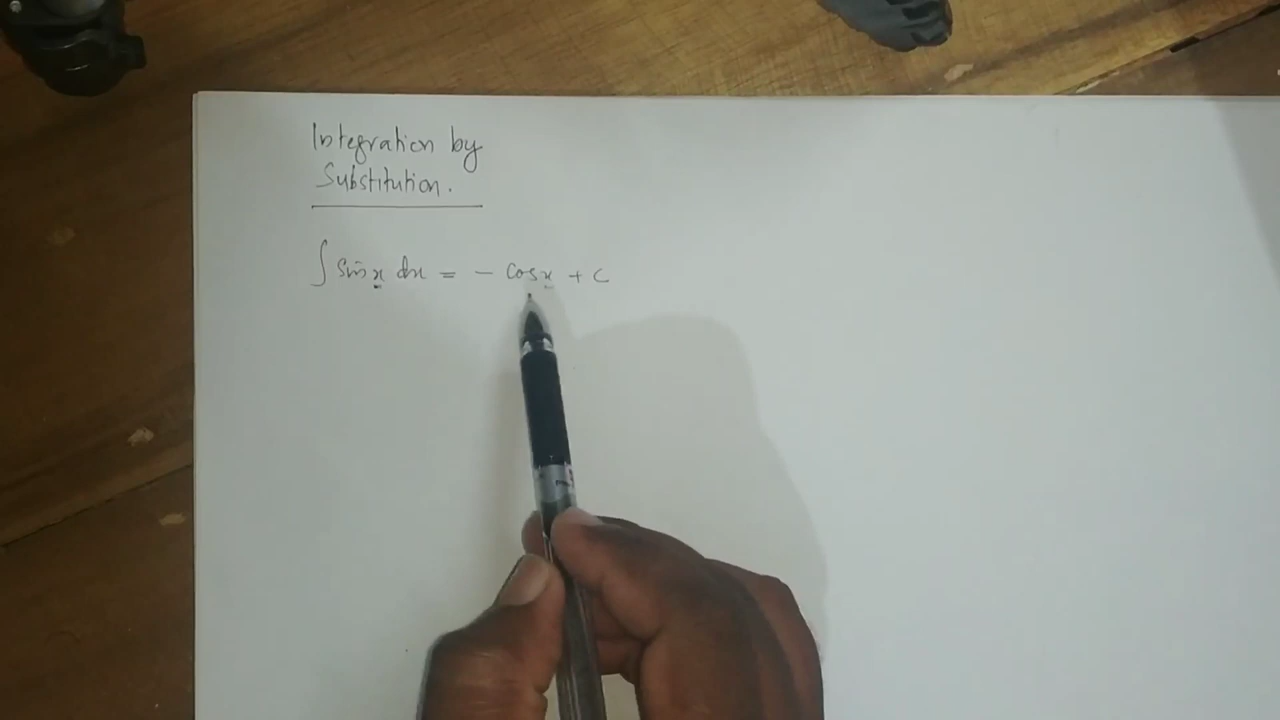 Integration by
Substitution.
∫ sin x dx = - cos x + c